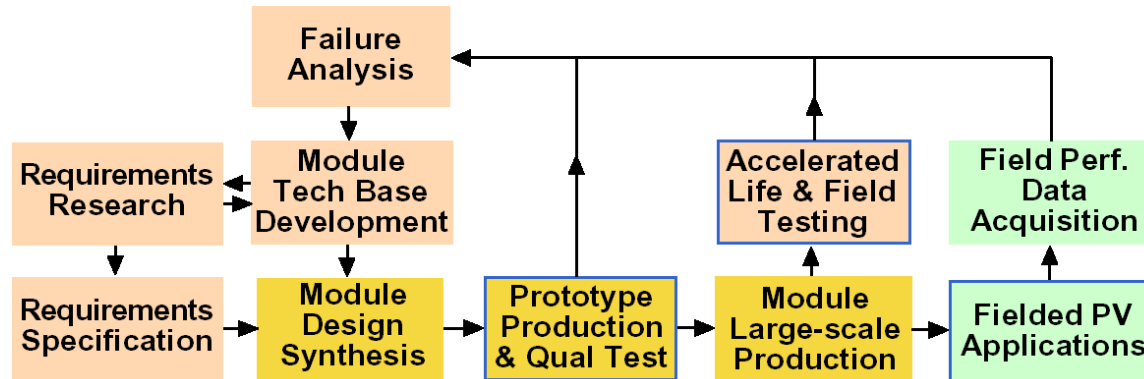 Failure
Analysis
Requirements
Research
Module
Tech Base
Development
Accelerated
Life & Field
Testing
Field Perf.
Data
Acquisition
Requirements
Specification
Module
Design
Synthesis
Prototype
Production
& Qual Test
Module
Large-scale
Production
Fielded PV
Applications